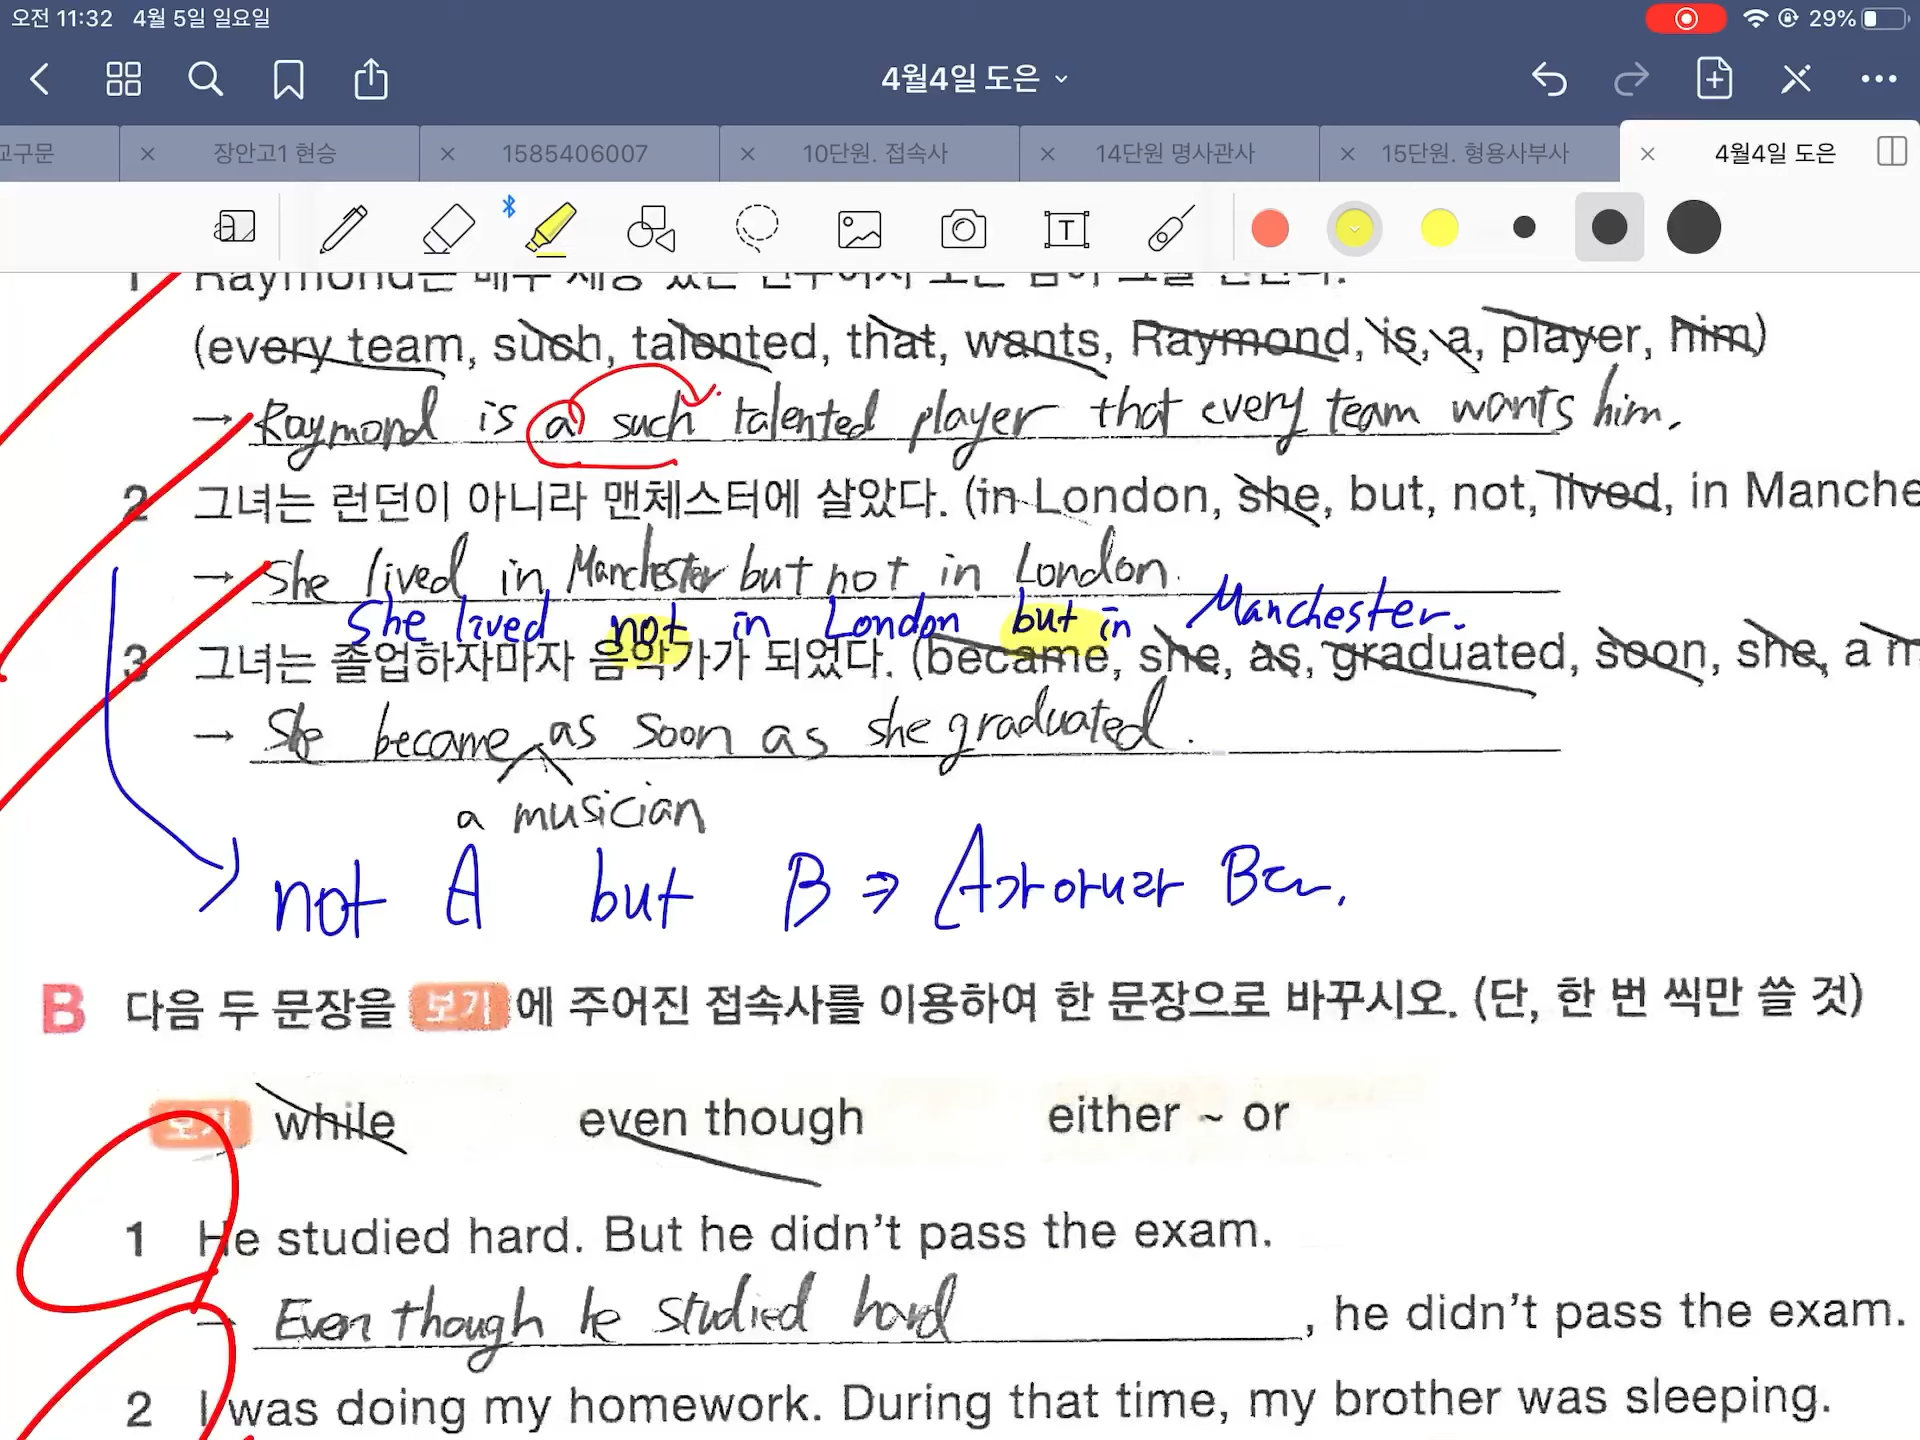 오전 11:32 4월 5일 일요일 29%
4월4일 도은
교구문 장안고1 현승 1585406007 10단원. 접속사 14단원 명사관사 15단원. 형용사부사 4월4일 도은
(every team, such, talented, that, wants, Raymond, is, a, player, him)
→ Raymond is a such talented player that every team wants him.
2 그녀는 런던이 아니라 맨체스터에 살았다. (in London, she, but, not, lived, in Manche
→ She lived in Manchester but not in London.
She lived not in London but in Manchester.
3 그녀는 졸업하자마자 음악가가 되었다. (became, she, as, graduated, soon, she, a m
→ She became as soon as she graduated.
a musician
not A but B ⇒ A가 아니라 B다.
B 다음 두 문장을 보기 에 주어진 접속사를 이용하여 한 문장으로 바꾸시오. (단, 한 번 씩만 쓸 것)
보기 while even though either ~ or
1 He studied hard. But he didn't pass the exam.
→ Even though he studied hard , he didn't pass the exam.
2 I was doing my homework. During that time, my brother was sleeping.